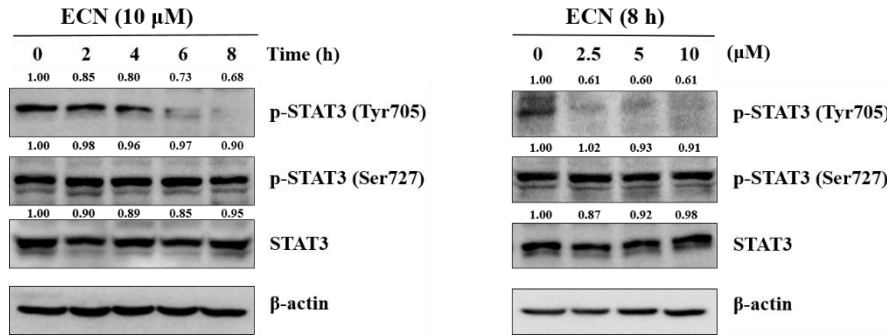 ECN (10 μM)
0 2 4 6 8 Time (h)
1.00 0.85 0.80 0.73 0.68
p-STAT3 (Tyr705)
1.00 0.98 0.96 0.97 0.90
p-STAT3 (Ser727)
1.00 0.90 0.89 0.85 0.95
STAT3
β-actin
ECN (8 h)
0 2.5 5 10 (μM)
1.00 0.61 0.60 0.61
p-STAT3 (Tyr705)
1.00 1.02 0.93 0.91
p-STAT3 (Ser727)
1.00 0.87 0.92 0.98
STAT3
β-actin